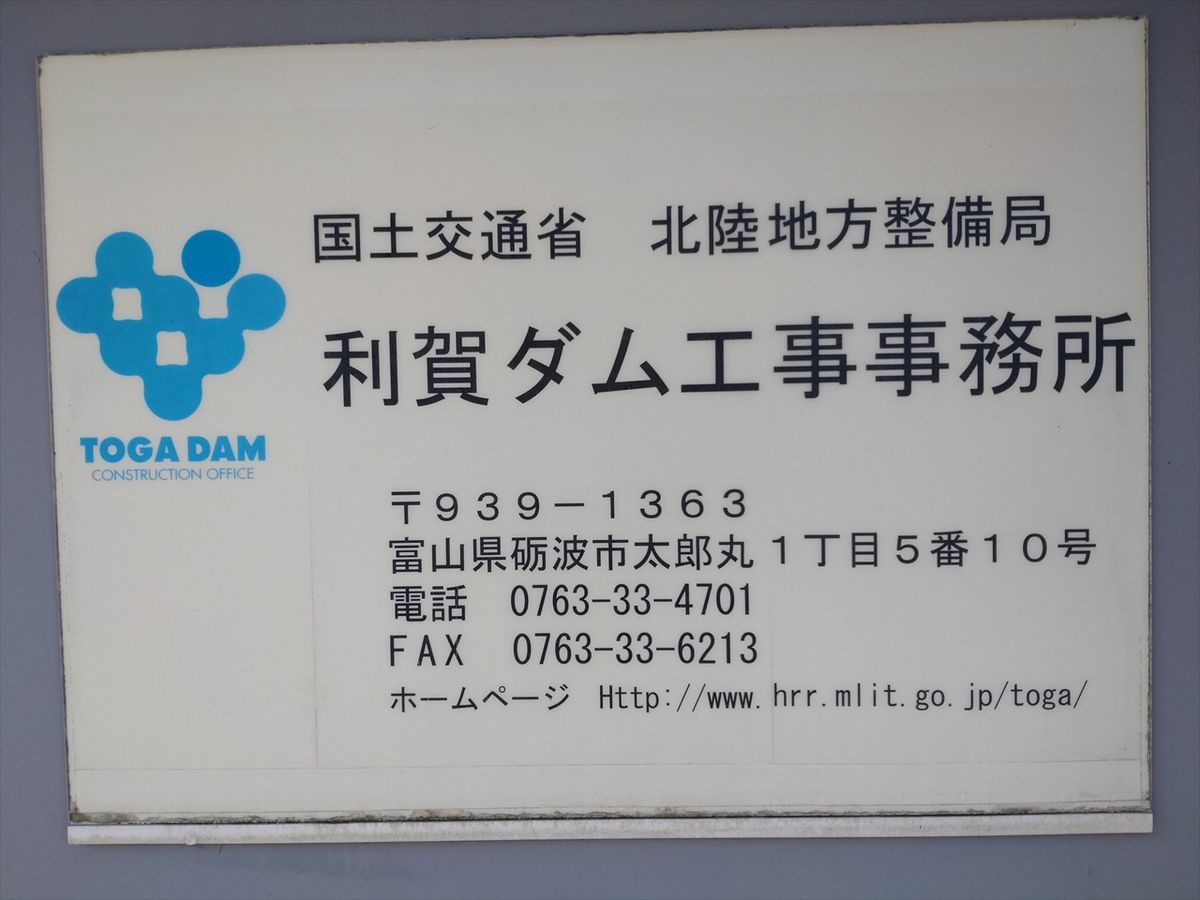 国土交通省　北陸地方整備局
利賀ダム工事事務所
TOGA DAM
CONSTRUCTION OFFICE
〒939－1363
富山県砺波市太郎丸１丁目５番１０号
電話　0763-33-4701
FAX　0763-33-6213
ホームページ　Http://www.hrr.mlit.go.jp/toga/